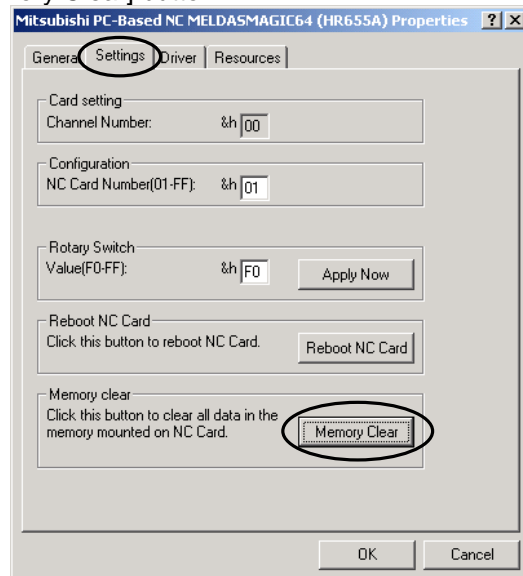 Mitsubishi PC-Based NC MELDASMAGIC64 (HR655A) Properties
General Settings Driver Resources
Card setting
Channel Number: &h 00
Configuration
NC Card Number(01-FF): &h 01
Rotary Switch
Value(F0-FF): &h F0 Apply Now
Reboot NC Card
Click this button to reboot NC Card. Reboot NC Card
Memory clear
Click this button to clear all data in the
memory mounted on NC Card. Memory Clear
OK Cancel